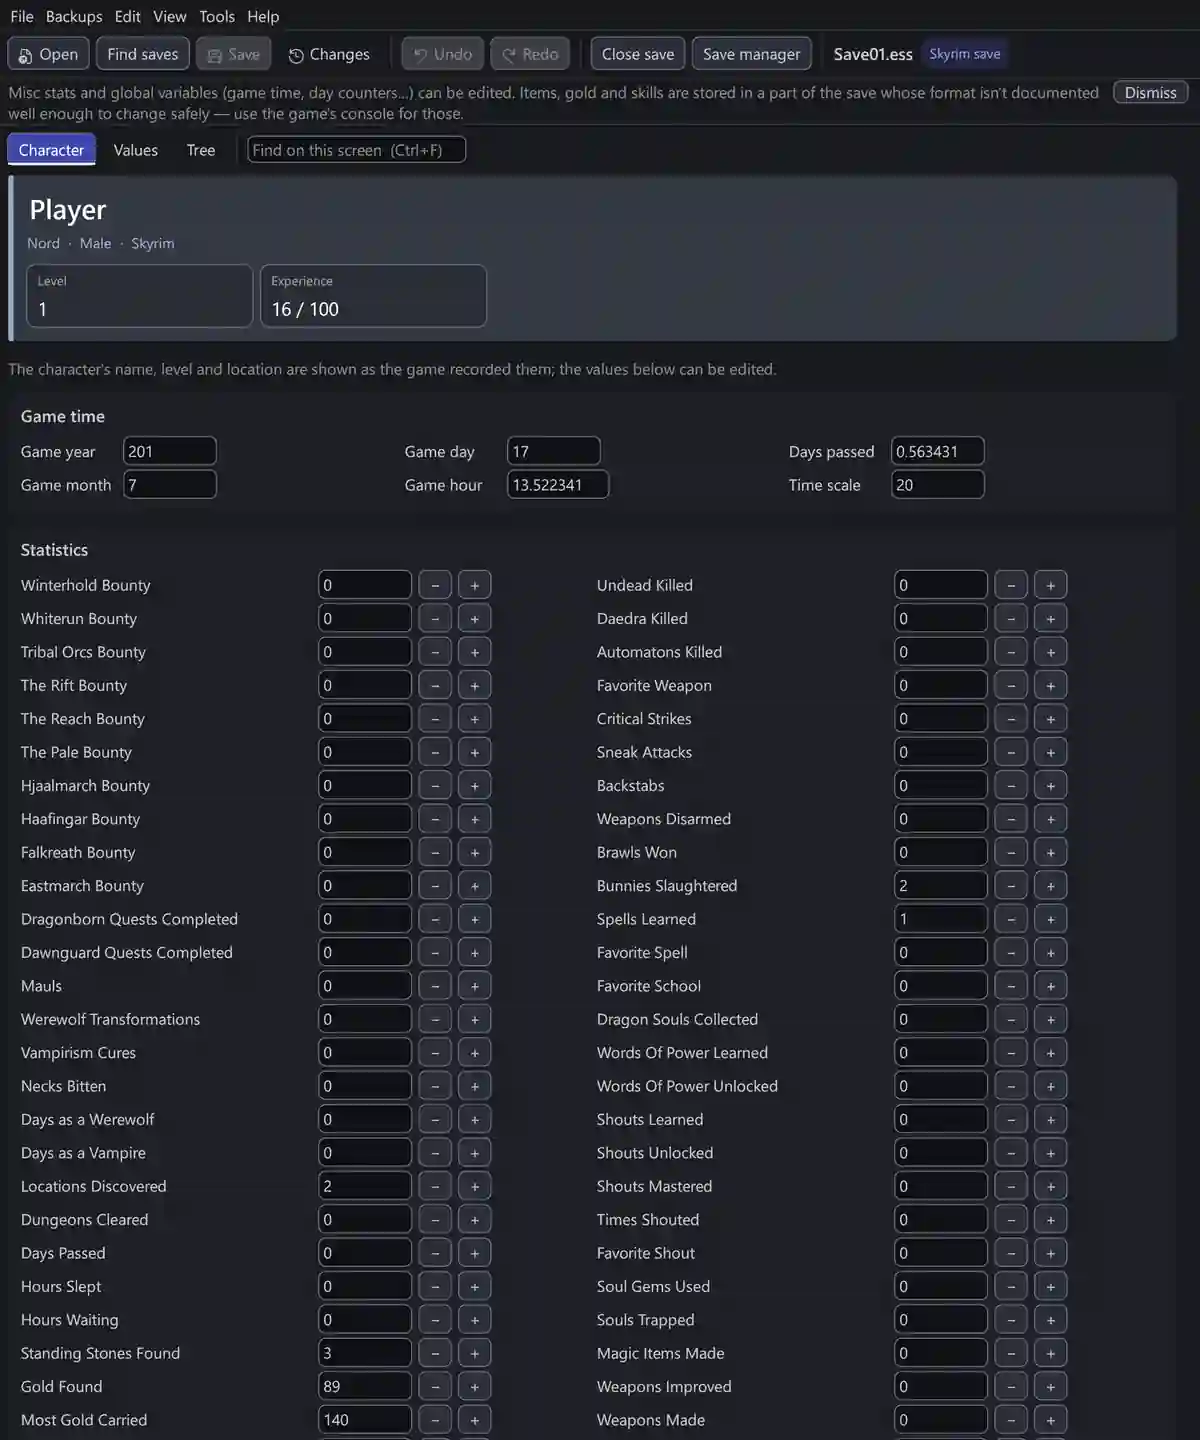 File Backups Edit View Tools Help
Open Find saves Save Changes Undo Redo Close save Save manager Save01.ess Skyrim save
Misc stats and global variables (game time, day counters...) can be edited. Items, gold and skills are stored in a part of the save whose format isn't documented Dismiss
well enough to change safely — use the game's console for those.
Character Values Tree Find on this screen (Ctrl+F)
Player
Nord · Male · Skyrim
Level Experience
1 16 / 100
The character's name, level and location are shown as the game recorded them; the values below can be edited.
Game time
Game year 201 Game day 17 Days passed 0.563431
Game month 7 Game hour 13.522341 Time scale 20
Statistics
Winterhold Bounty 0 – + Undead Killed 0 – +
Whiterun Bounty 0 – + Daedra Killed 0 – +
Tribal Orcs Bounty 0 – + Automatons Killed 0 – +
The Rift Bounty 0 – + Favorite Weapon 0 – +
The Reach Bounty 0 – + Critical Strikes 0 – +
The Pale Bounty 0 – + Sneak Attacks 0 – +
Hjaalmarch Bounty 0 – + Backstabs 0 – +
Haafingar Bounty 0 – + Weapons Disarmed 0 – +
Falkreath Bounty 0 – + Brawls Won 0 – +
Eastmarch Bounty 0 – + Bunnies Slaughtered 2 – +
Dragonborn Quests Completed 0 – + Spells Learned 1 – +
Dawnguard Quests Completed 0 – + Favorite Spell 0 – +
Mauls 0 – + Favorite School 0 – +
Werewolf Transformations 0 – + Dragon Souls Collected 0 – +
Vampirism Cures 0 – + Words Of Power Learned 0 – +
Necks Bitten 0 – + Words Of Power Unlocked 0 – +
Days as a Werewolf 0 – + Shouts Learned 0 – +
Days as a Vampire 0 – + Shouts Unlocked 0 – +
Locations Discovered 2 – + Shouts Mastered 0 – +
Dungeons Cleared 0 – + Times Shouted 0 – +
Days Passed 0 – + Favorite Shout 0 – +
Hours Slept 0 – + Soul Gems Used 0 – +
Hours Waiting 0 – + Souls Trapped 0 – +
Standing Stones Found 3 – + Magic Items Made 0 – +
Gold Found 89 – + Weapons Improved 0 – +
Most Gold Carried 140 – + Weapons Made 0 – +